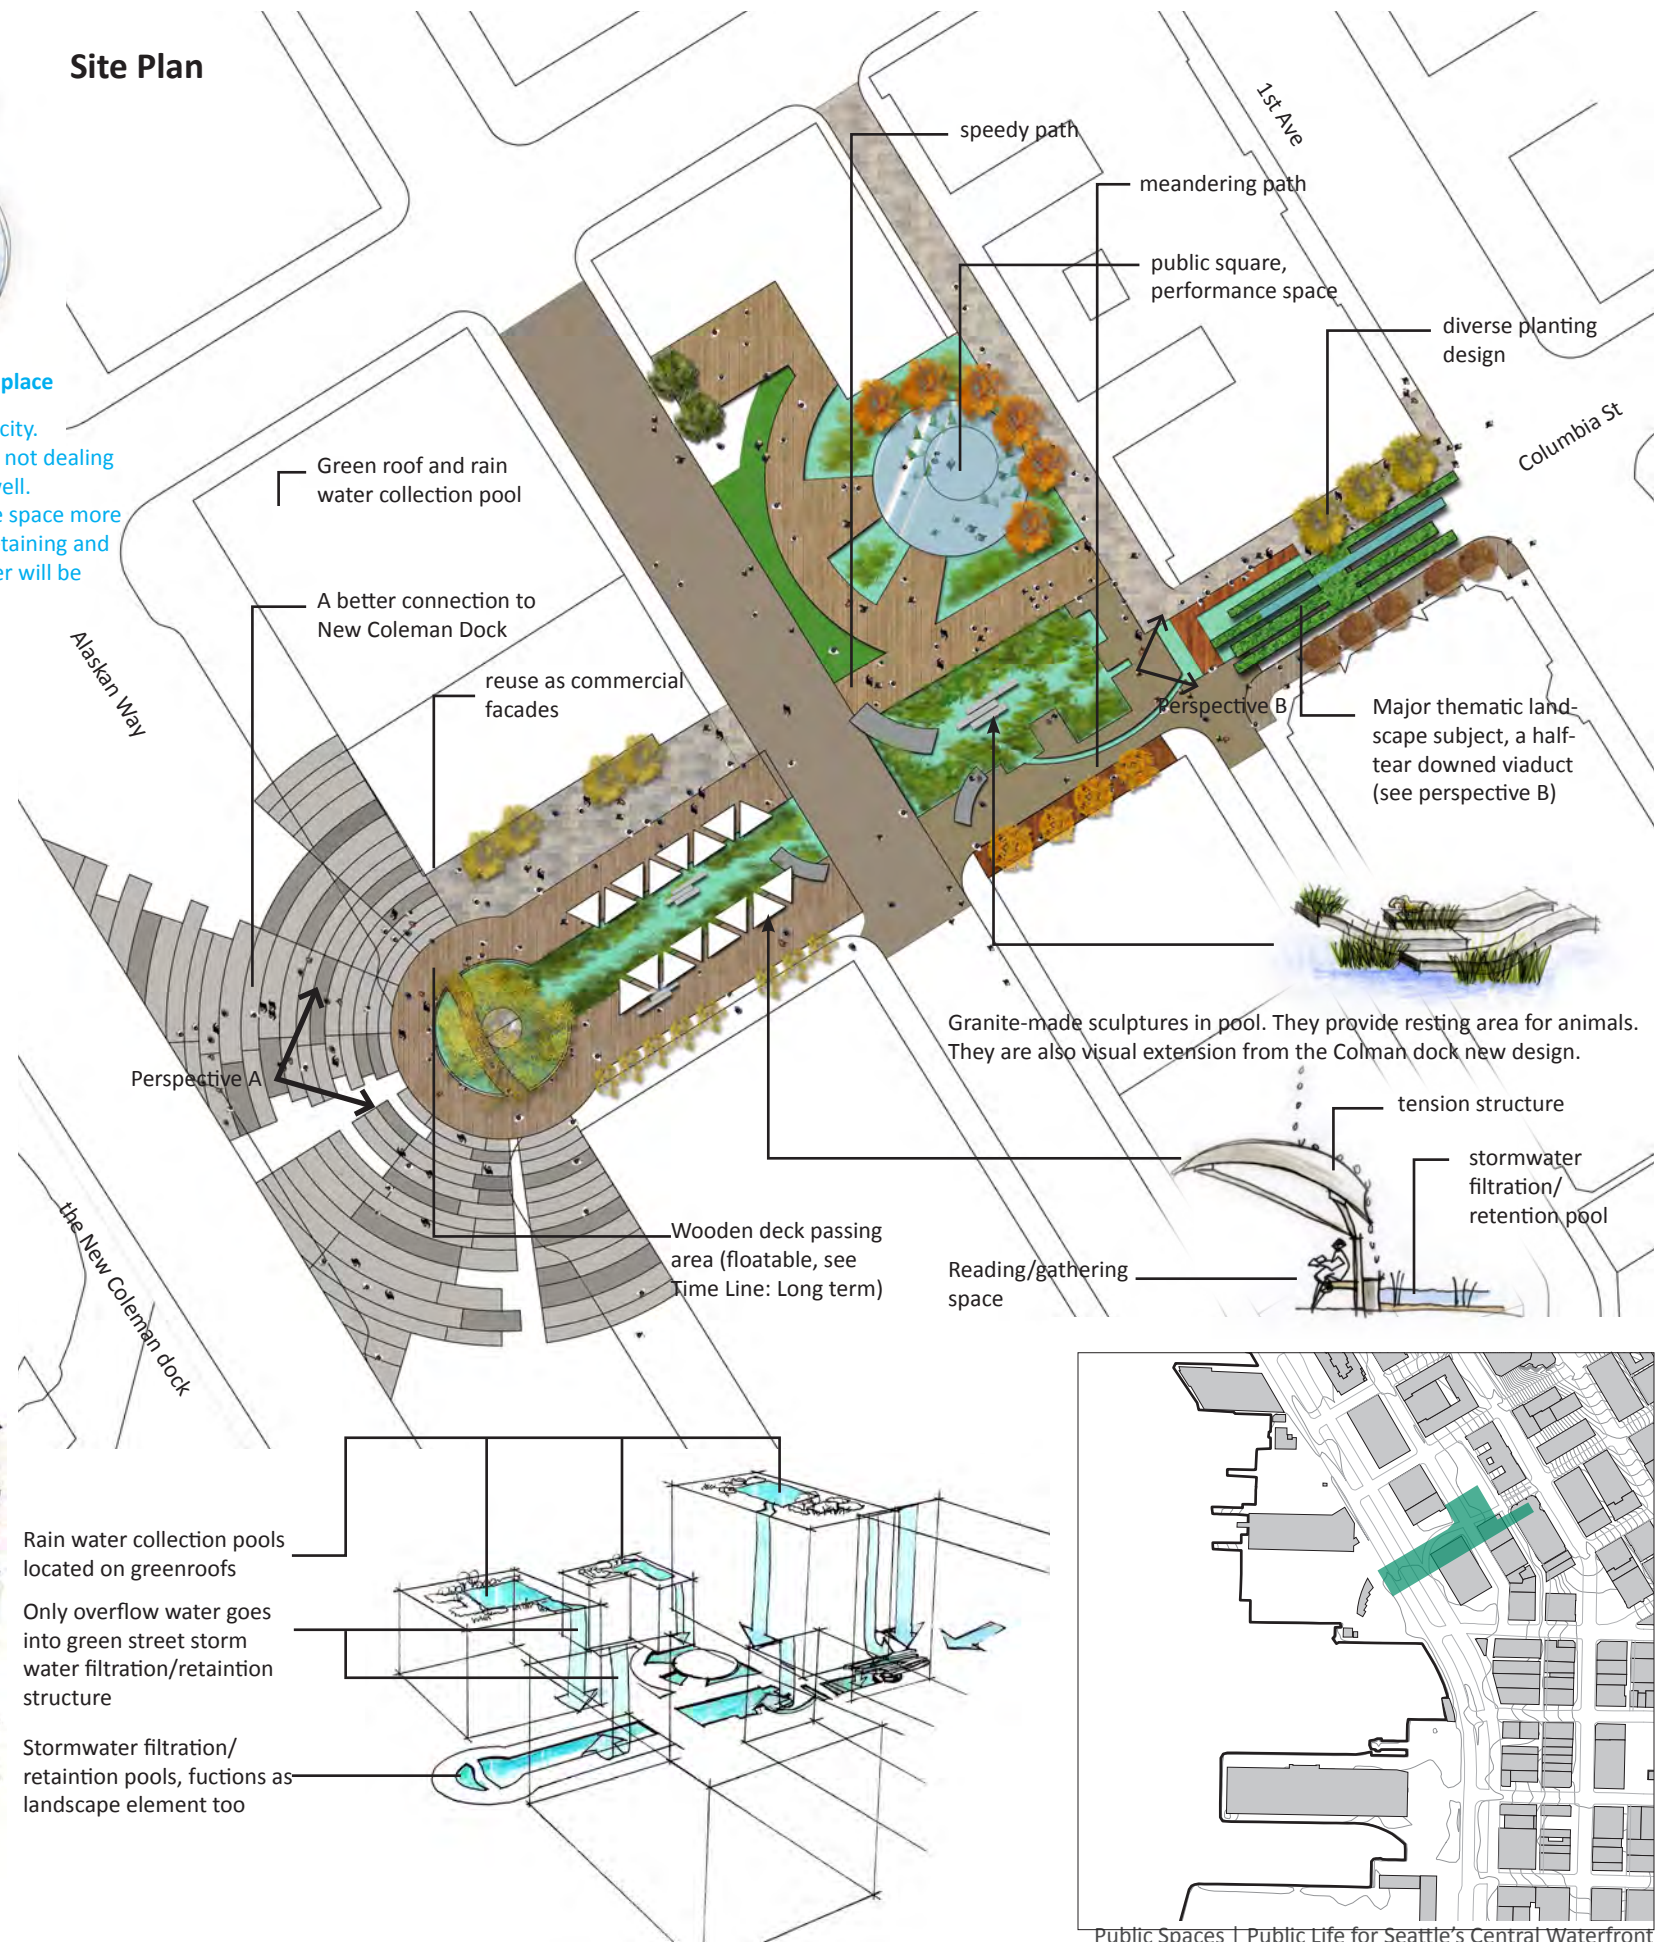 Site Plan
place
city.
not dealing
space more
taining and
er will be
1st Ave
speedy path
meandering path
public square,
performance space
diverse planting
design
Columbia St
Green roof and rain
water collection pool
A better connection to
New Coleman Dock
Alaskan Way
reuse as commercial
facades
Perspective B
Major thematic land-
scape subject, a half-
tear downed viaduct
(see perspective B)
Granite-made sculptures in pool. They provide resting area for animals.
They are also visual extension from the Colman dock new design.
Perspective A
tension structure
stormwater
filtration/
retention pool
the New Coleman dock
Wooden deck passing
area (floatable, see
Time Line: Long term)
Reading/gathering
space
Rain water collection pools
located on greenroofs
Only overflow water goes
into green street storm
water filtration/retaintion
structure
Stormwater filtration/
retaintion pools, fuctions as
landscape element too
Public Spaces | Public Life for Seattle's Central Waterfront